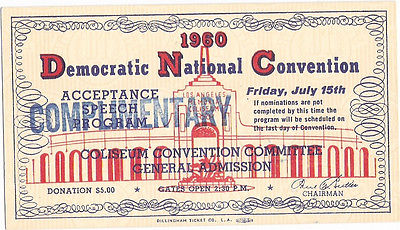 1960
Democratic National Convention
ACCEPTANCE
SPEECH
PROGRAM
COMPLIMENTARY
LOS ANGELES
MEMORIAL
COLISEUM
Friday, July 15th
If nominations are not
completed by this time the
program will be scheduled on
the last day of Convention.
COLISEUM CONVENTION COMMITTEE
GENERAL ADMISSION
DONATION $5.00
GATES OPEN 2:30 P.M.
CHAIRMAN
DILLINGHAM TICKET CO. L.A.